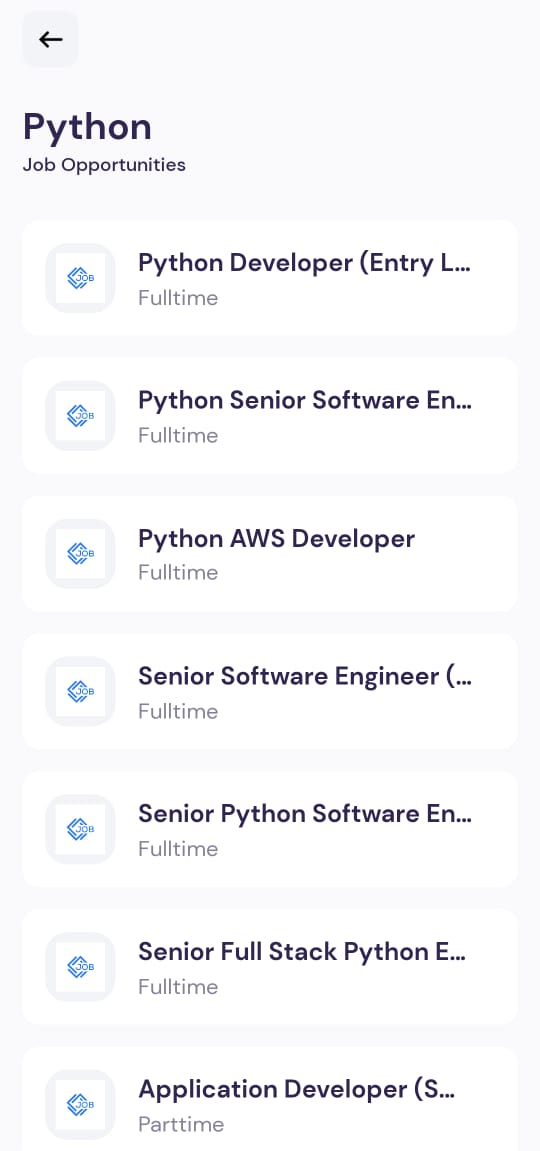 Python
Job Opportunities
Python Developer (Entry L...
Fulltime
JOB
Python Senior Software En...
Fulltime
JOB
Python AWS Developer
Fulltime
JOB
Senior Software Engineer (...
Fulltime
JOB
Senior Python Software En...
Fulltime
JOB
Senior Full Stack Python E...
Fulltime
JOB
Application Developer (S...
Parttime
JOB